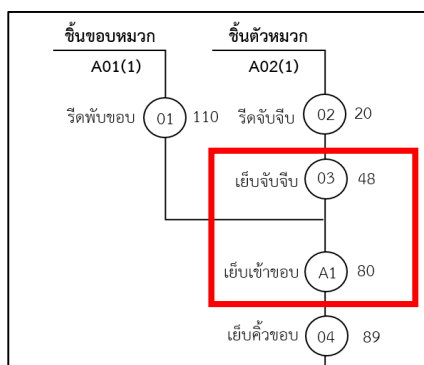 ชิ้นขอบหมวก ชิ้นตัวหมวก
A01(1) A02(1)
รีดพับขอบ 01 110 รีดจับจีบ 02 20
เย็บจับจีบ 03 48
เย็บเข้าขอบ A1 80
เย็บคิ้วขอบ 04 89